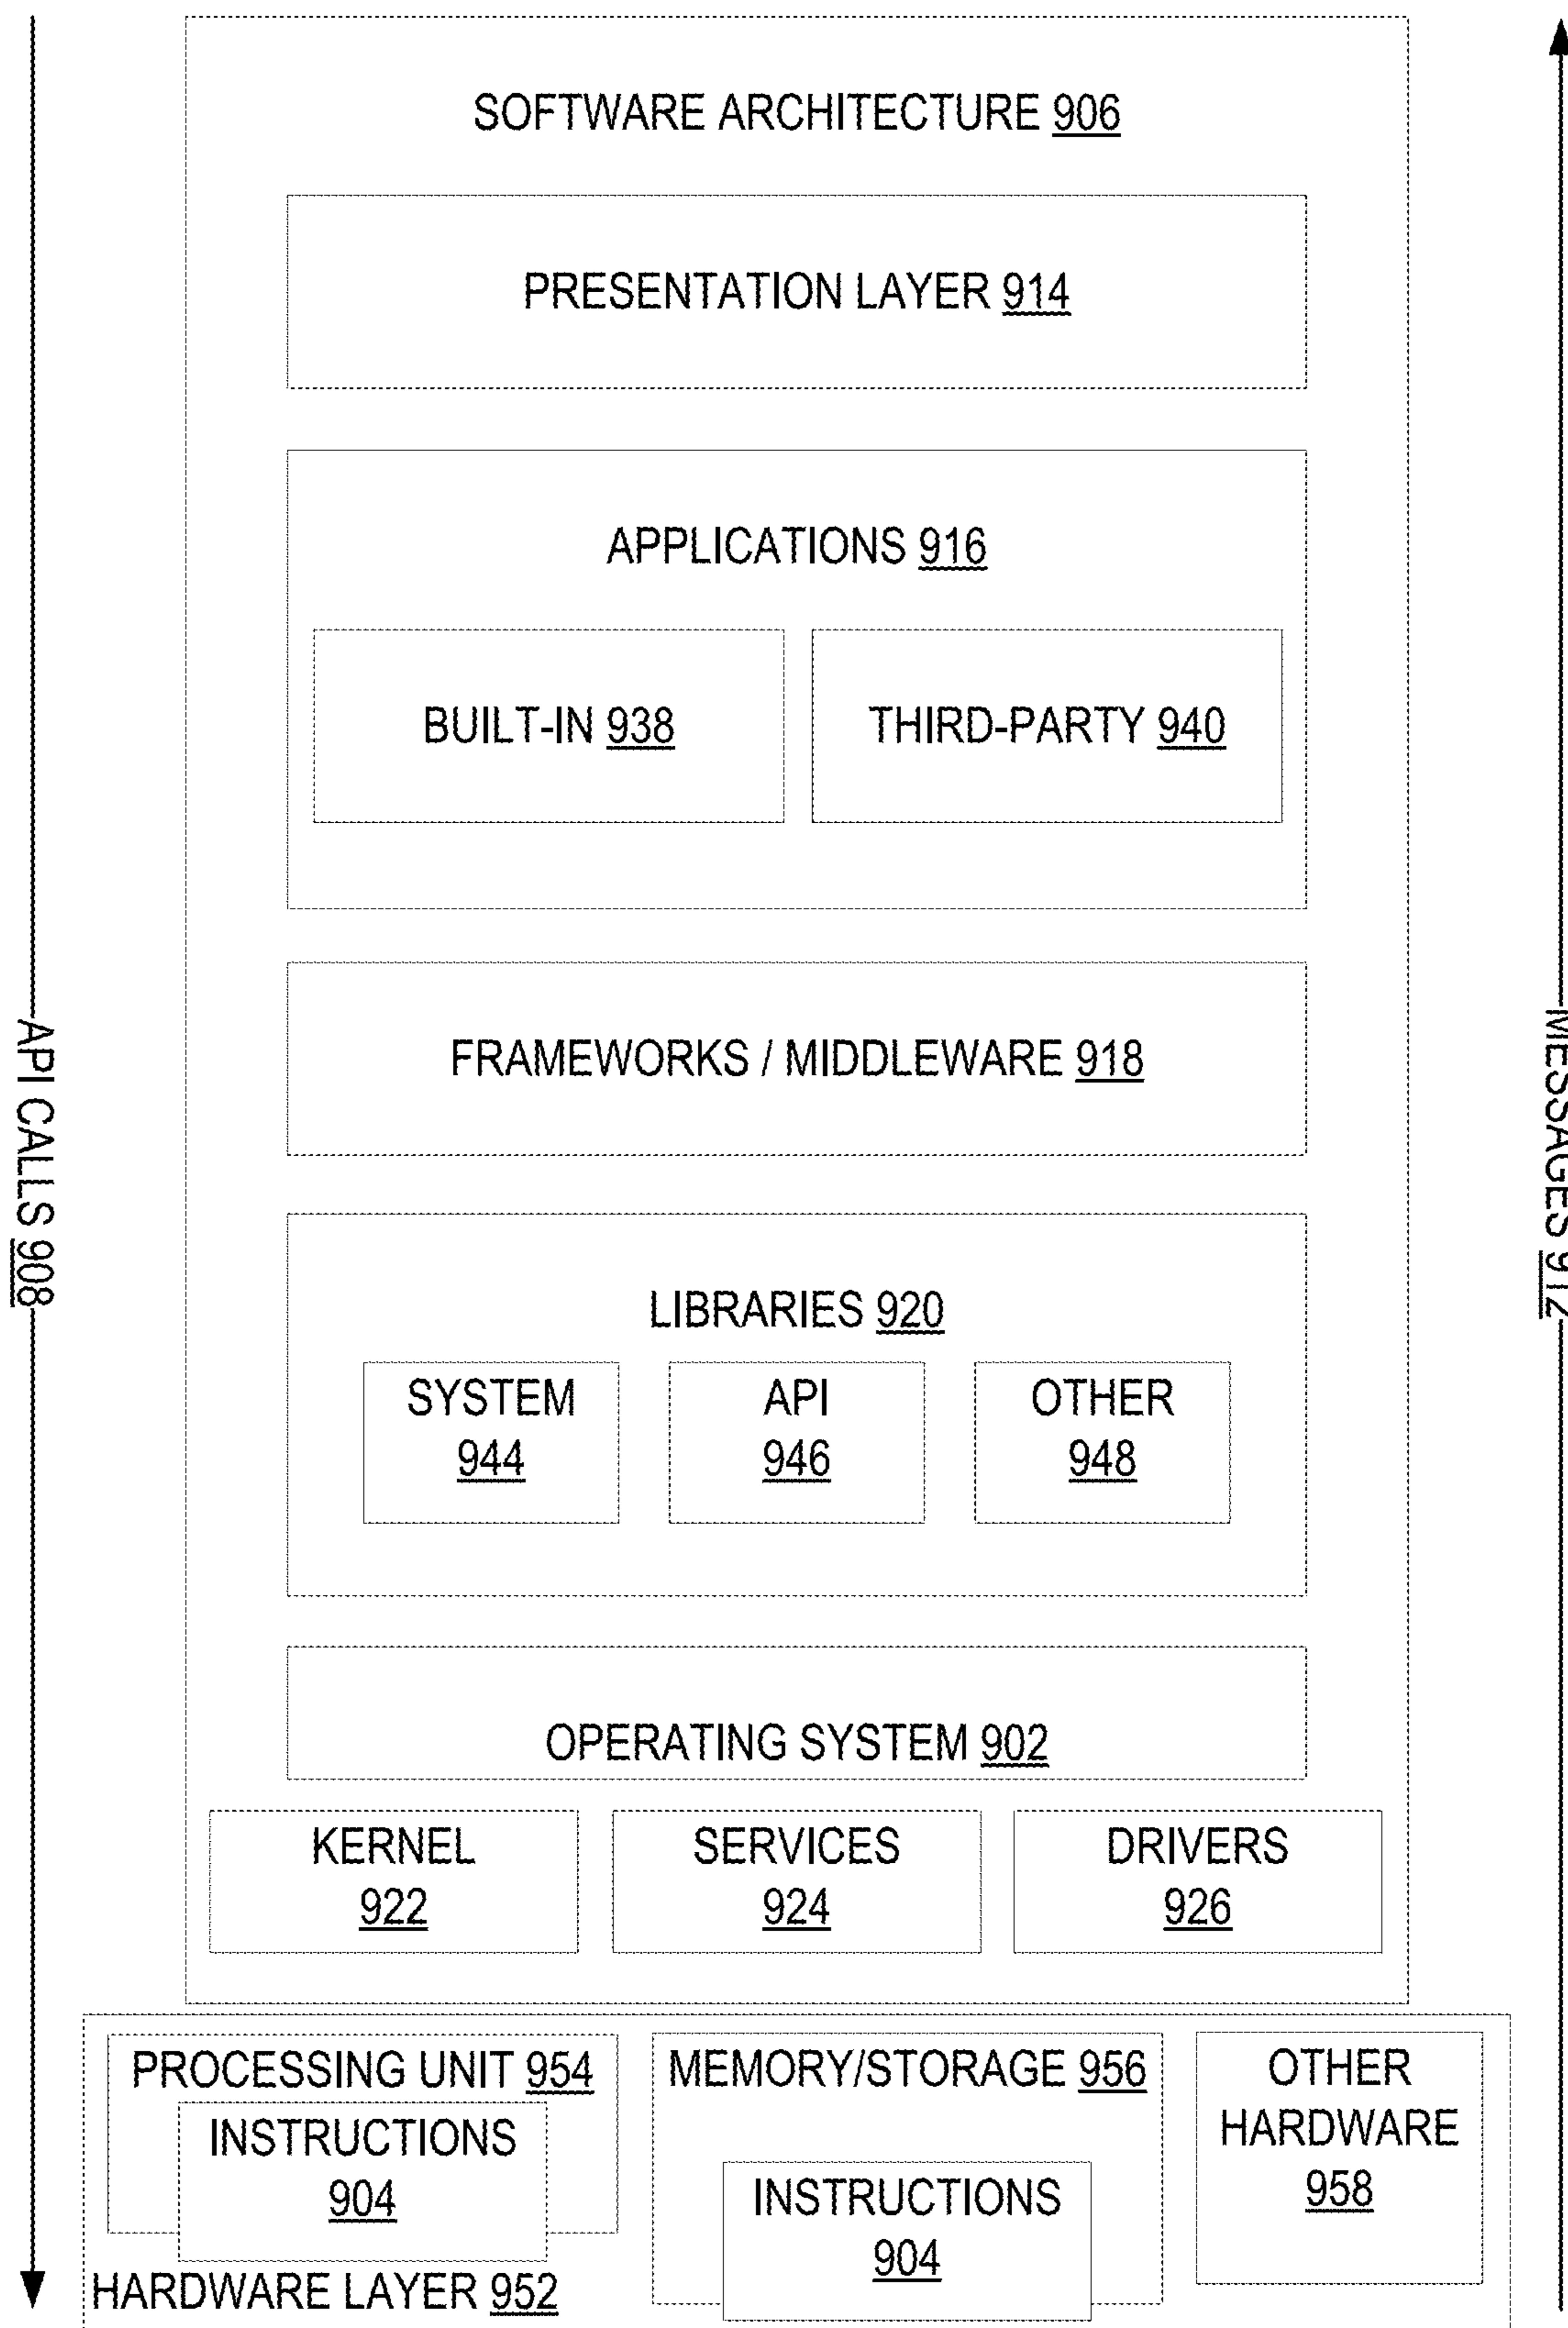 SOFTWARE ARCHITECTURE 906
PRESENTATION LAYER 914
APPLICATIONS 916
BUILT-IN 938
THIRD-PARTY 940
FRAMEWORKS / MIDDLEWARE 918
API CALLS 908
MESSAGES 912
LIBRARIES 920
SYSTEM
944
API
946
OTHER
948
OPERATING SYSTEM 902
KERNEL
922
SERVICES
924
DRIVERS
926
PROCESSING UNIT 954
INSTRUCTIONS
904
MEMORY/STORAGE 956
INSTRUCTIONS
904
OTHER
HARDWARE
958
HARDWARE LAYER 952